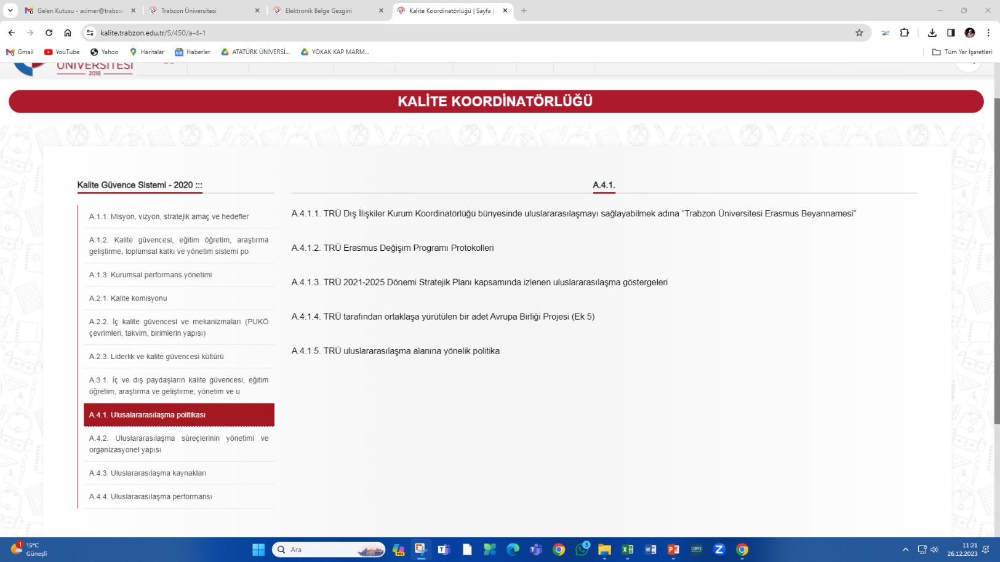 Gelen Kutusu - acimer@trabzon
Trabzon Üniversitesi
Elektronik Belge Gezgini
Kalite Koordinatörlüğü | Sayfa |
kalite.trabzon.edu.tr/S/450/a-4-1
Gmail
YouTube
Yahoo
Haritalar
Haberler
ATATÜRK ÜNİVERSİ...
YOKAK KAP MARM...
Tüm Yer İşaretleri
ÜNİVERSİTESİ
2018
KALİTE KOORDİNATÖRLÜĞÜ
Kalite Güvence Sistemi - 2020 :::
A.1.1. Misyon, vizyon, stratejik amaç ve hedefler
A.1.2. Kalite güvencesi, eğitim öğretim, araştırma
geliştirme, toplumsal katkı ve yönetim sistemi po
A.1.3. Kurumsal performans yönetimi
A.2.1. Kalite komisyonu
A.2.2. İç kalite güvencesi ve mekanizmaları (PUKÖ
çevrimleri, takvim, birimlerin yapısı)
A.2.3. Liderlik ve kalite güvencesi kültürü
A.3.1. İç ve dış paydaşların kalite güvencesi, eğitim
öğretim, araştırma ve geliştirme, yönetim ve u
A.4.1. Ulusalararasılaşma politikası
A.4.2. Uluslararasılaşma süreçlerinin yönetimi ve
organizasyonel yapısı
A.4.3. Uluslararasılaşma kaynakları
A.4.4. Uluslararasılaşma performansı
A.4.1.
A.4.1.1. TRÜ Dış İlişkiler Kurum Koordinatörlüğü bünyesinde uluslararasılaşmayı sağlayabilmek adına “Trabzon Üniversitesi Erasmus Beyannamesi”
A.4.1.2. TRÜ Erasmus Değişim Programı Protokolleri
A.4.1.3. TRÜ 2021-2025 Dönemi Stratejik Planı kapsamında izlenen uluslararasılaşma göstergeleri
A.4.1.4. TRÜ tarafından ortaklaşa yürütülen bir adet Avrupa Birliği Projesi (Ek 5)
A.4.1.5. TRÜ uluslararasılaşma alanına yönelik politika
1
15°C
Güneşli
Ara
PRE
3
ÜBYS
11:21
26.12.2023